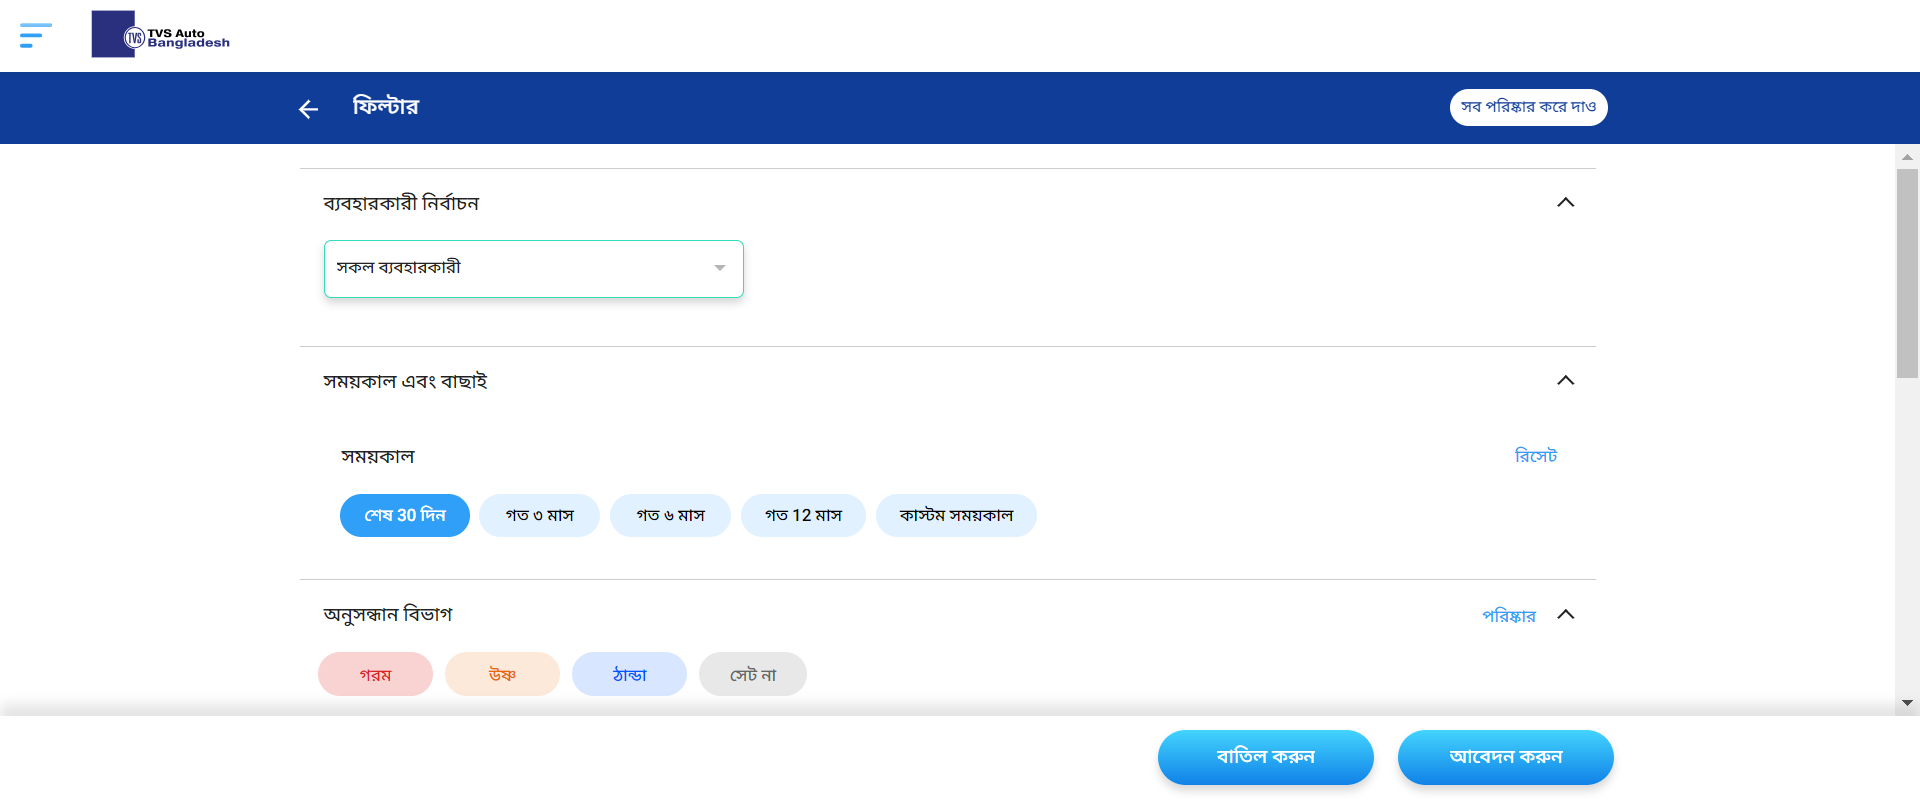 TVS
TVS Auto
Bangladesh
ফিল্টার
সব পরিষ্কার করে দাও
ব্যবহারকারী নির্বাচন
সকল ব্যবহারকারী
সময়কাল এবং বাছাই
সময়কাল
রিসেট
শেষ 30 দিন
গত ৩ মাস
গত ৬ মাস
গত 12 মাস
কাস্টম সময়কাল
অনুসন্ধান বিভাগ
পরিষ্কার
গরম
উষ্ণ
ঠান্ডা
সেট না
বাতিল করুন
আবেদন করুন